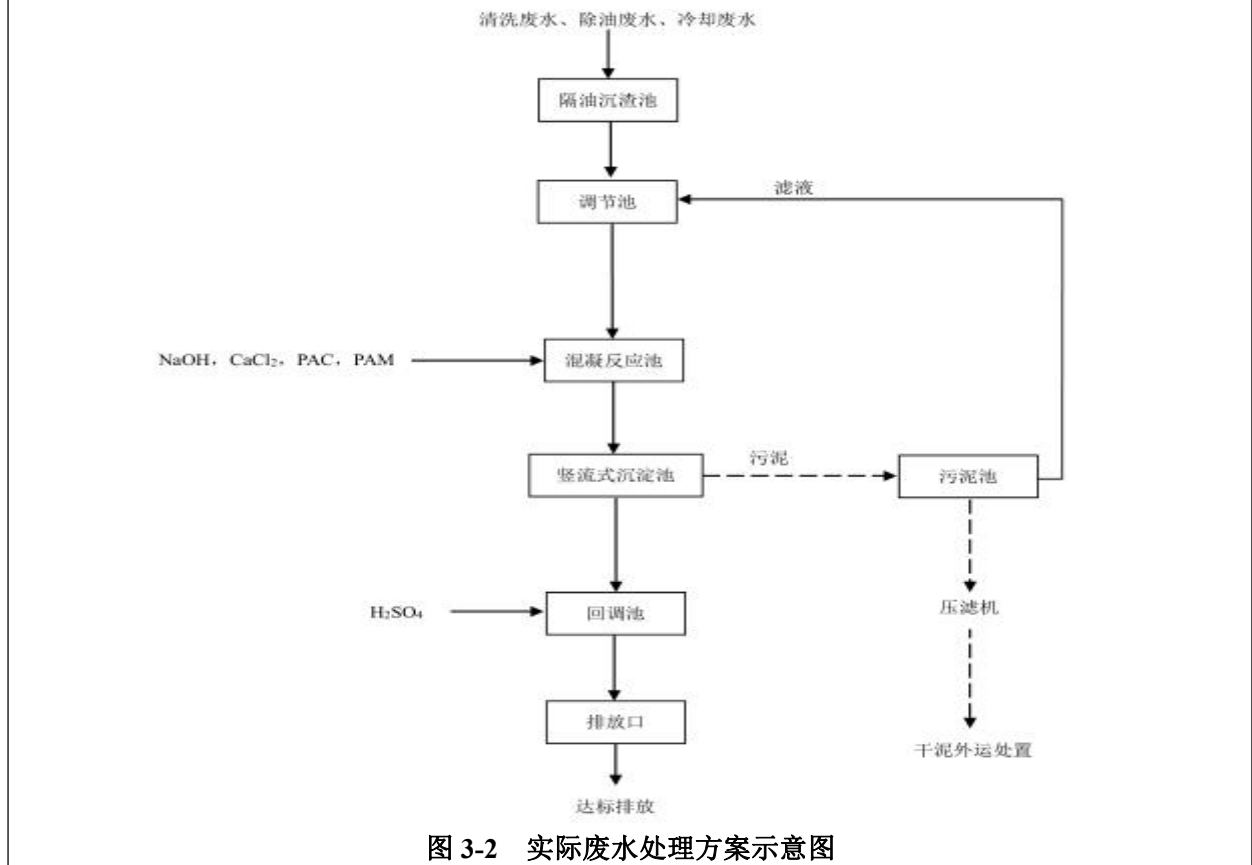 清洗废水、除油废水、冷却废水
隔油沉渣池
滤液
调节池
NaOH，CaCl₂，PAC，PAM
混凝反应池
污泥
竖流式沉淀池
污泥池
H₂SO₄
回调池
压滤机
排放口
干泥外运处置
达标排放
图 3-2 实际废水处理方案示意图